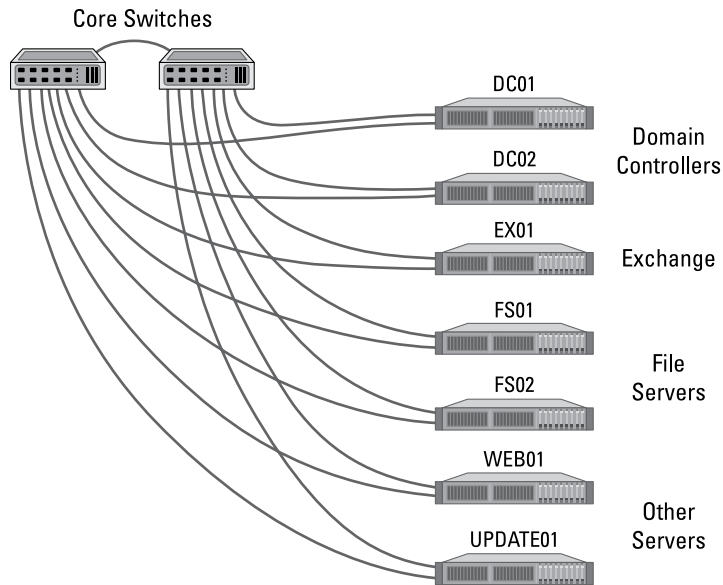 Core Switches
DC01
Domain
Controllers
DC02
EX01
Exchange
FS01
File
Servers
FS02
WEB01
Other
Servers
UPDATE01